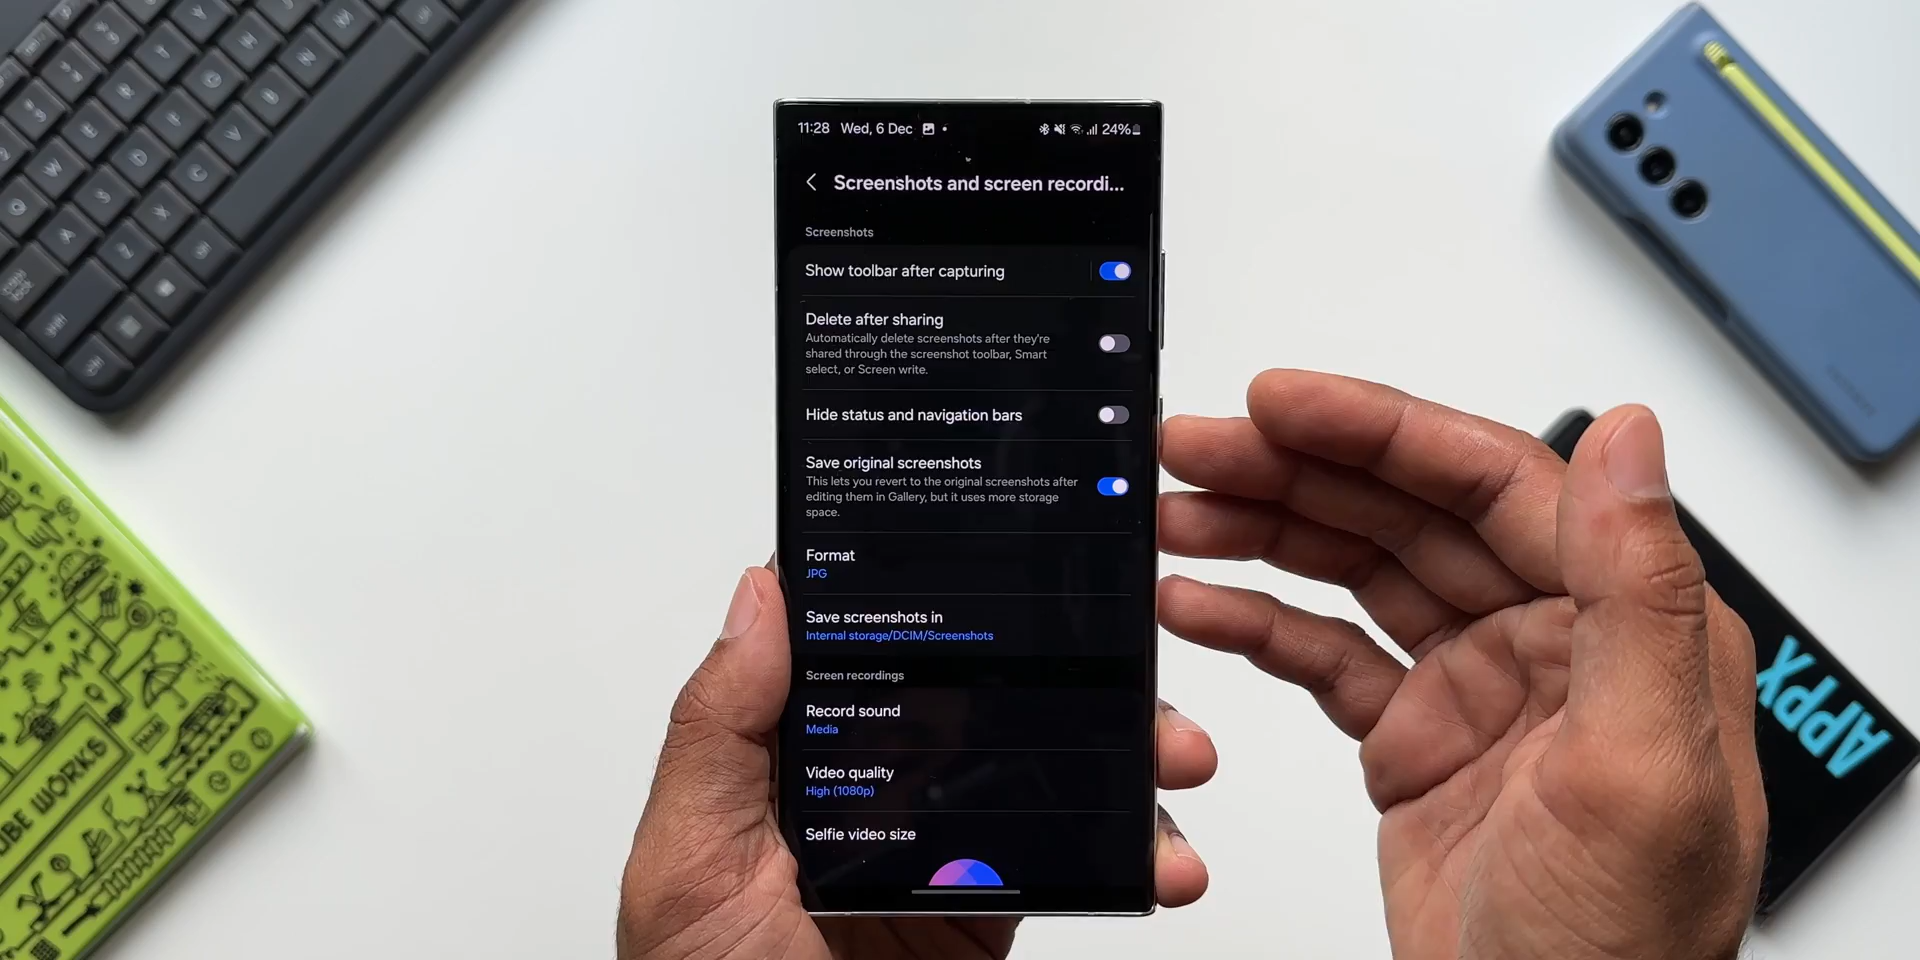 11:28 Wed, 6 Dec
24%
Screenshots and screen recordi...
Screenshots
Show toolbar after capturing
Delete after sharing
Automatically delete screenshots after they're
shared through the screenshot toolbar, Smart
select, or Screen write.
Hide status and navigation bars
Save original screenshots
This lets you revert to the original screenshots after
editing them in Gallery, but it uses more storage
space.
Format
JPG
Save screenshots in
Internal storage/DCIM/Screenshots
Screen recordings
Record sound
Media
Video quality
High (1080p)
Selfie video size
APPX
UBE WORKS